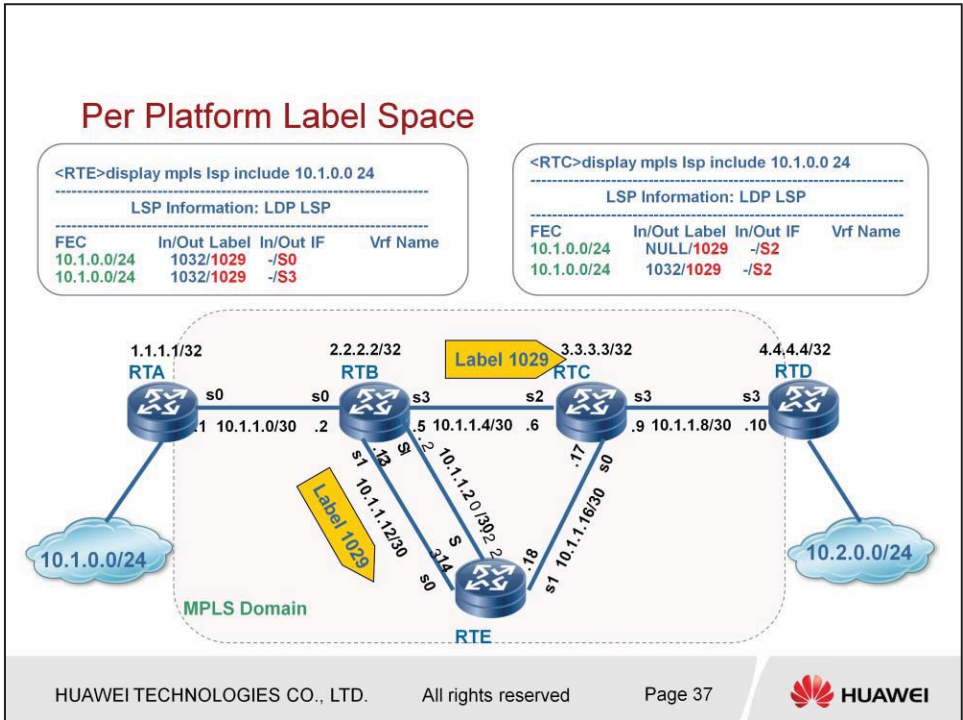 Per Platform Label Space
<RTE>display mpls lsp include 10.1.0.0 24
LSP Information: LDP LSP
FEC In/Out Label In/Out IF Vrf Name
10.1.0.0/24 1032/1029 -/S0
10.1.0.0/24 1032/1029 -/S3
<RTC>display mpls lsp include 10.1.0.0 24
LSP Information: LDP LSP
FEC In/Out Label In/Out IF Vrf Name
10.1.0.0/24 NULL/1029 -/S2
10.1.0.0/24 1032/1029 -/S2
1.1.1.1/32
RTA
2.2.2.2/32
RTB
Label 1029
3.3.3.3/32
RTC
4.4.4.4/32
RTD
s0 s0 s3 s2 s3 s3
.1 10.1.1.0/30 .2 .5 10.1.1.4/30 .6 .9 10.1.1.8/30 .10
s1 .13
10.1.1.12/30
.14
s0
10.1.1.20/30
.17 s0
10.1.1.16/30
.18 s1
Label 1029
10.1.0.0/24
10.2.0.0/24
MPLS Domain
RTE
HUAWEI TECHNOLOGIES CO., LTD. All rights reserved Page 37 HUAWEI